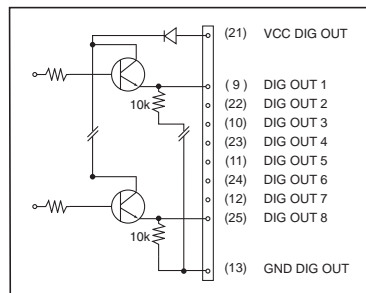 (21) VCC DIG OUT
(9) DIG OUT 1
10k
(22) DIG OUT 2
(10) DIG OUT 3
(23) DIG OUT 4
(11) DIG OUT 5
(24) DIG OUT 6
(12) DIG OUT 7
(25) DIG OUT 8
10k
(13) GND DIG OUT